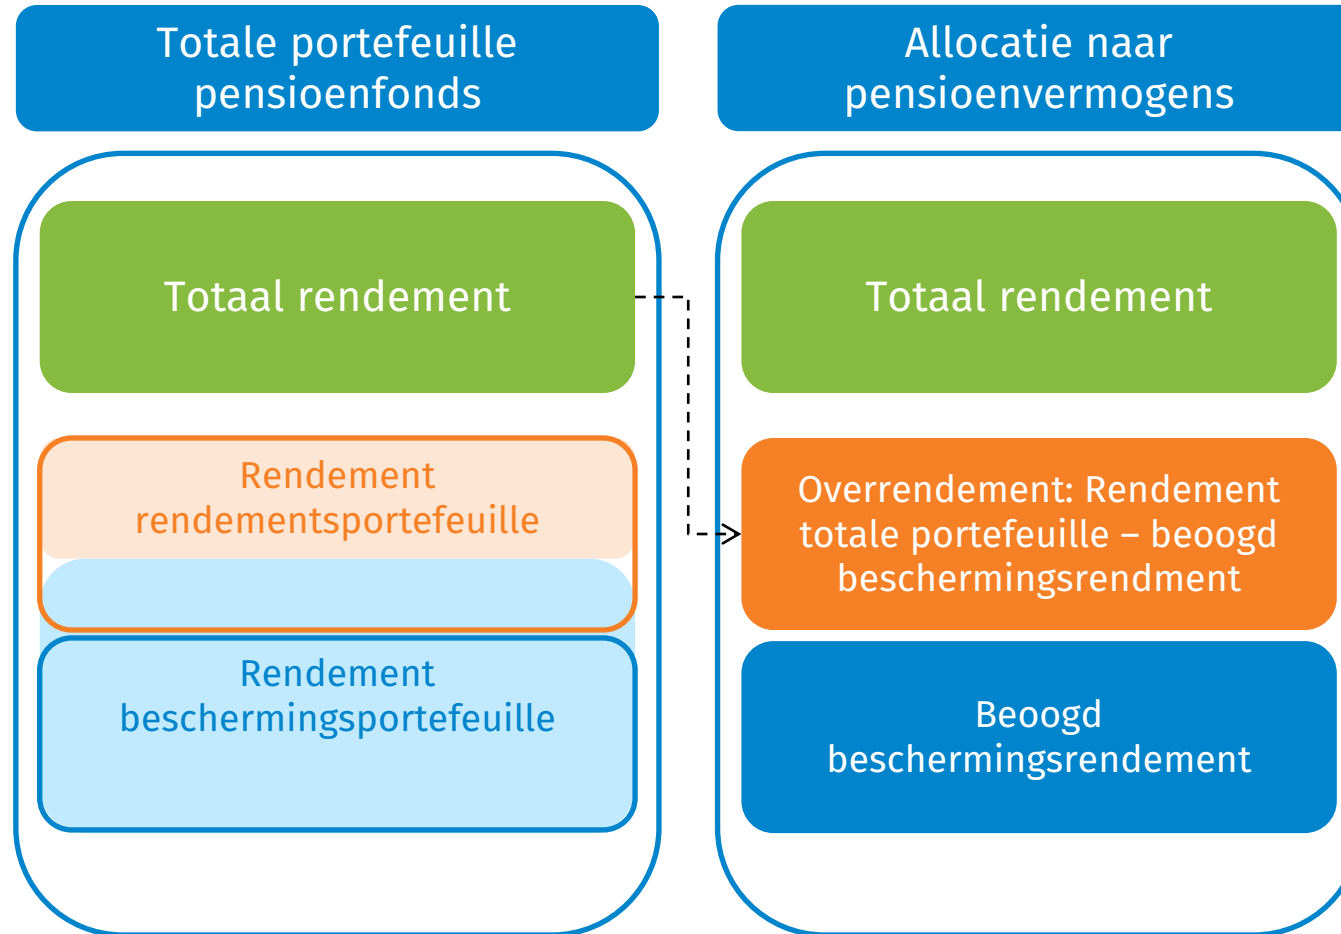 Totale portefeuille
pensioenfonds
Totaal rendement
Rendement
rendementsportefeuille
Rendement
beschermingsportefeuille
Allocatie naar
pensioenvermogens
Totaal rendement
Overrendement: Rendement
totale portefeuille – beoogd
beschermingsrendment
Beoogd
beschermingsrendement